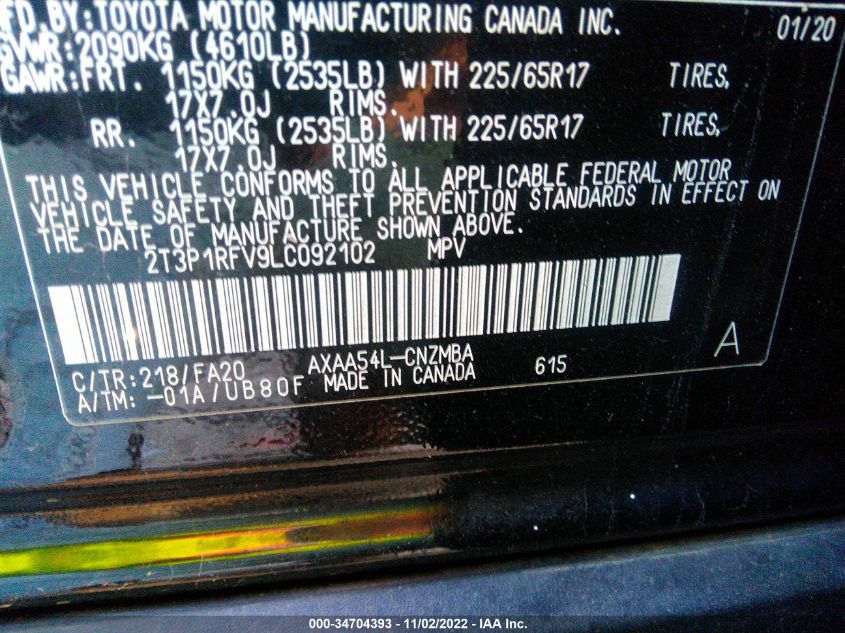 FD.BY:TOYOTA MOTOR MANUFACTURING CANADA INC. 01/20
GVWR:2090KG (4610LB)
GAWR:FRT. 1150KG (2535LB) WITH 225/65R17 TIRES,
17X7.0J RIMS.
RR. 1150KG (2535LB) WITH 225/65R17 TIRES,
17X7.0J RIMS.
THIS VEHICLE CONFORMS TO ALL APPLICABLE FEDERAL MOTOR
VEHICLE SAFETY AND THEFT PREVENTION STANDARDS IN EFFECT ON
THE DATE OF MANUFACTURE SHOWN ABOVE.
2T3P1RFV9LC092102 MPV
C/TR:218/FA20 AXAA54L-CNZMBA 615 A
A/TM: -01A/UB80F MADE IN CANADA
000-34704393 - 11/02/2022 - IAA Inc.